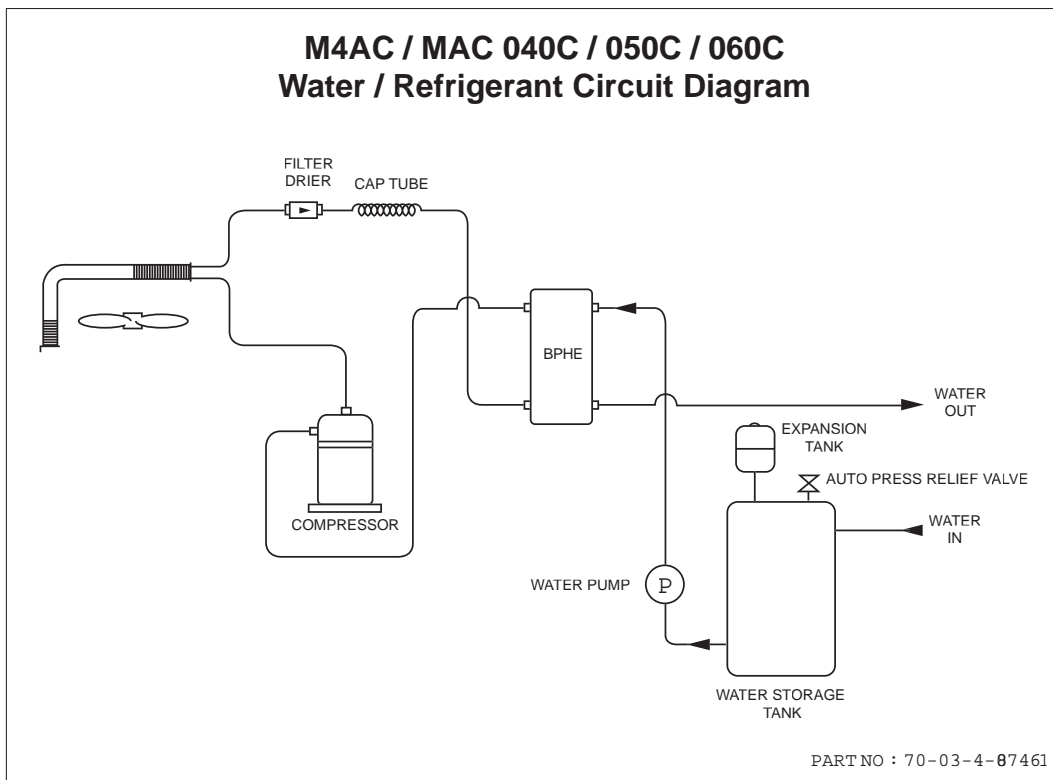 M4AC / MAC 040C / 050C / 060C
Water / Refrigerant Circuit Diagram
FILTER
DRIER
CAP TUBE
BPHE
WATER
OUT
EXPANSION
TANK
AUTO PRESS RELIEF VALVE
COMPRESSOR
WATER
IN
WATER PUMP
P
WATER STORAGE
TANK
PART NO : 70-03-4-87461